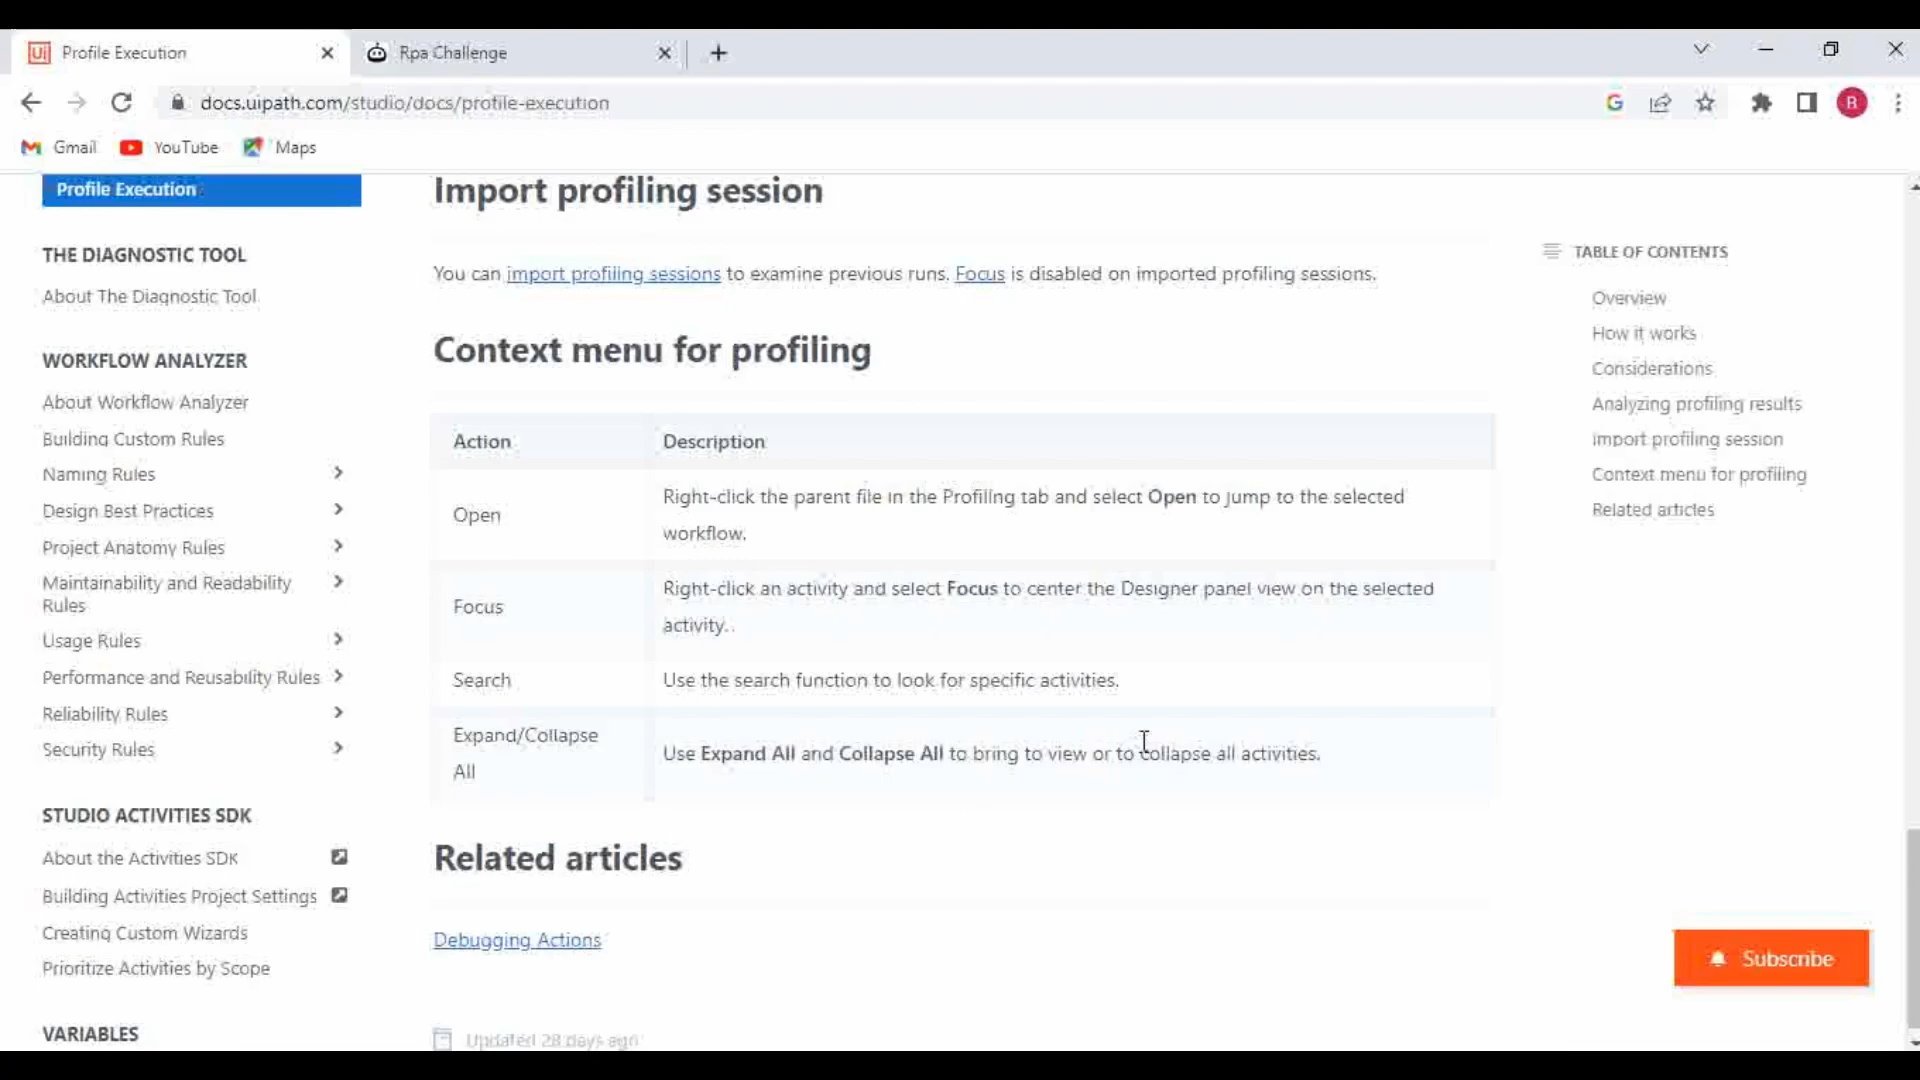 Profile Execution
Rpa Challenge
docs.uipath.com/studio/docs/profile-execution
G
R
Gmail
YouTube
Maps
Profile Execution
THE DIAGNOSTIC TOOL
About The Diagnostic Tool
WORKFLOW ANALYZER
About Workflow Analyzer
Building Custom Rules
Naming Rules
Design Best Practices
Project Anatomy Rules
Maintainability and Readability
Rules
Usage Rules
Performance and Reusability Rules
Reliability Rules
Security Rules
STUDIO ACTIVITIES SDK
About the Activities SDK
Building Activities Project Settings
Creating Custom Wizards
Prioritize Activities by Scope
VARIABLES
Import profiling session
You can import profiling sessions to examine previous runs. Focus is disabled on imported profiling sessions.
Context menu for profiling
Action Description
Open
Right-click the parent file in the Profiling tab and select Open to jump to the selected
workflow.
Focus
Right-click an activity and select Focus to center the Designer panel view on the selected
activity..
Search
Use the search function to look for specific activities.
Expand/Collapse
All
Use Expand All and Collapse All to bring to view or to collapse all activities.
Related articles
Debugging Actions
Updated 28 days ago
TABLE OF CONTENTS
Overview
How it works
Considerations
Analyzing profiling results
Import profiling session
Context menu for profiling
Related articles
Subscribe